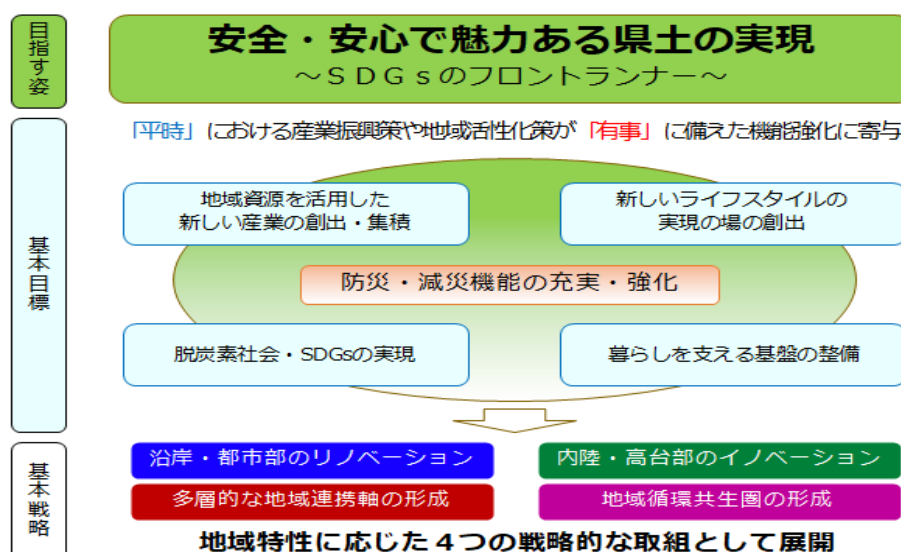 目指す姿
安全・安心で魅力ある県土の実現
～ＳＤＧｓのフロントランナー～
基本目標
「平時」における産業振興策や地域活性化策が「有事」に備えた機能強化に寄与
地域資源を活用した
新しい産業の創出・集積
新しいライフスタイルの
実現の場の創出
防災・減災機能の充実・強化
脱炭素社会・SDGsの実現
暮らしを支える基盤の整備
基本戦略
沿岸・都市部のリノベーション
内陸・高台部のイノベーション
多層的な地域連携軸の形成
地域循環共生圏の形成
地域特性に応じた４つの戦略的な取組として展開